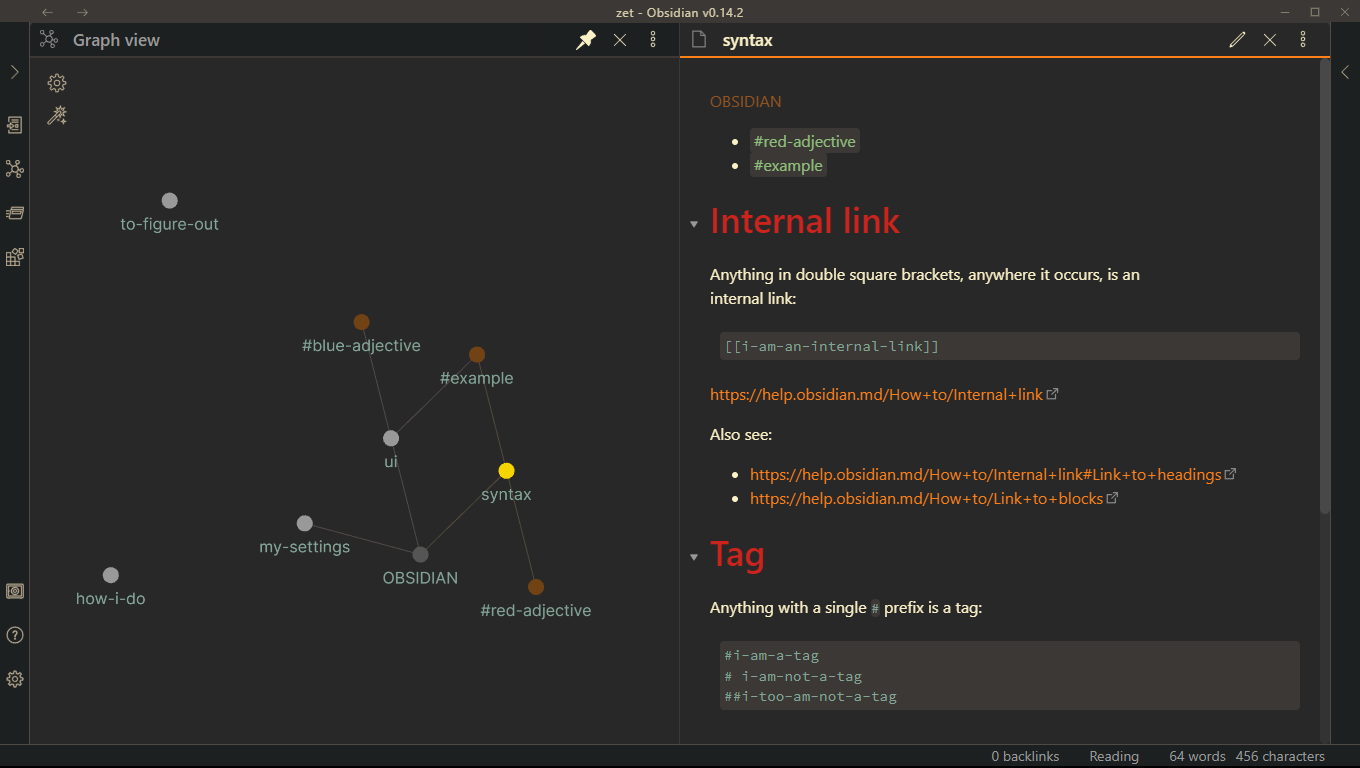 zet - Obsidian v0.14.2
Graph view
to-figure-out
#blue-adjective
#example
ui
syntax
my-settings
OBSIDIAN
how-i-do
#red-adjective
syntax
OBSIDIAN
#red-adjective
#example
Internal link
Anything in double square brackets, anywhere it occurs, is an
internal link:
[[i-am-an-internal-link]]
https://help.obsidian.md/How+to/Internal+link
Also see:
https://help.obsidian.md/How+to/Internal+link#Link+to+headings
https://help.obsidian.md/How+to/Link+to+blocks
Tag
Anything with a single # prefix is a tag:
#i-am-a-tag
# i-am-not-a-tag
##i-too-am-not-a-tag
0 backlinks Reading 64 words 456 characters